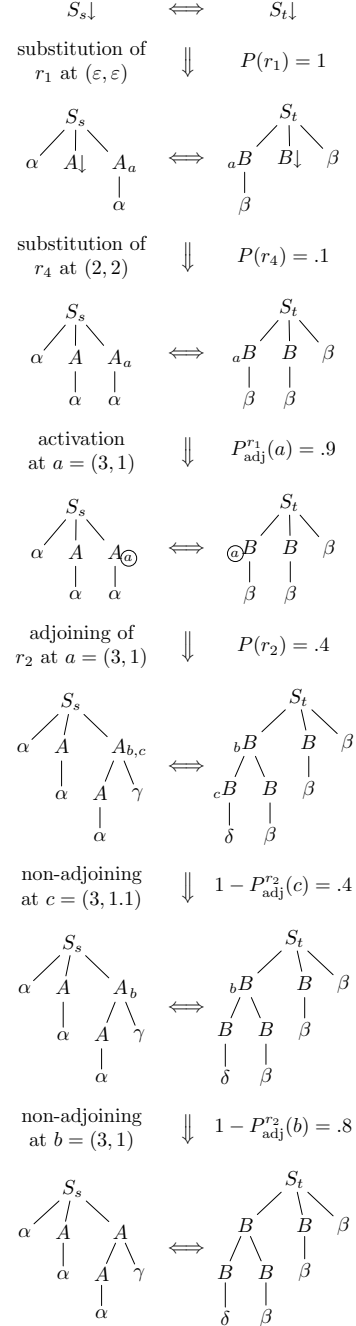 S_s↓ ⟺ S_t↓
substitution of
r_1 at (ε, ε) ⇓ P(r_1) = 1
S_s S_t
α A↓ A_a ⟺ _aB B↓ β
α β
substitution of
r_4 at (2, 2) ⇓ P(r_4) = .1
S_s S_t
α A A_a ⟺ _aB B β
α α β β
activation
at a = (3, 1) ⇓ P^{r_1}_{adj}(a) = .9
S_s S_t
α A A_ⓐ ⟺ _ⓐB B β
α α β β
adjoining of
r_2 at a = (3, 1) ⇓ P(r_2) = .4
S_s S_t
α A A_{b,c} ⟺ _bB B β
α A γ _cB B β
α δ β
non-adjoining
at c = (3, 1.1) ⇓ 1 − P^{r_2}_{adj}(c) = .4
S_s S_t
α A A_b ⟺ _bB B β
α A γ B B β
α δ β
non-adjoining
at b = (3, 1) ⇓ 1 − P^{r_2}_{adj}(b) = .8
S_s S_t
α A A ⟺ B B β
α A γ B B β
α δ β